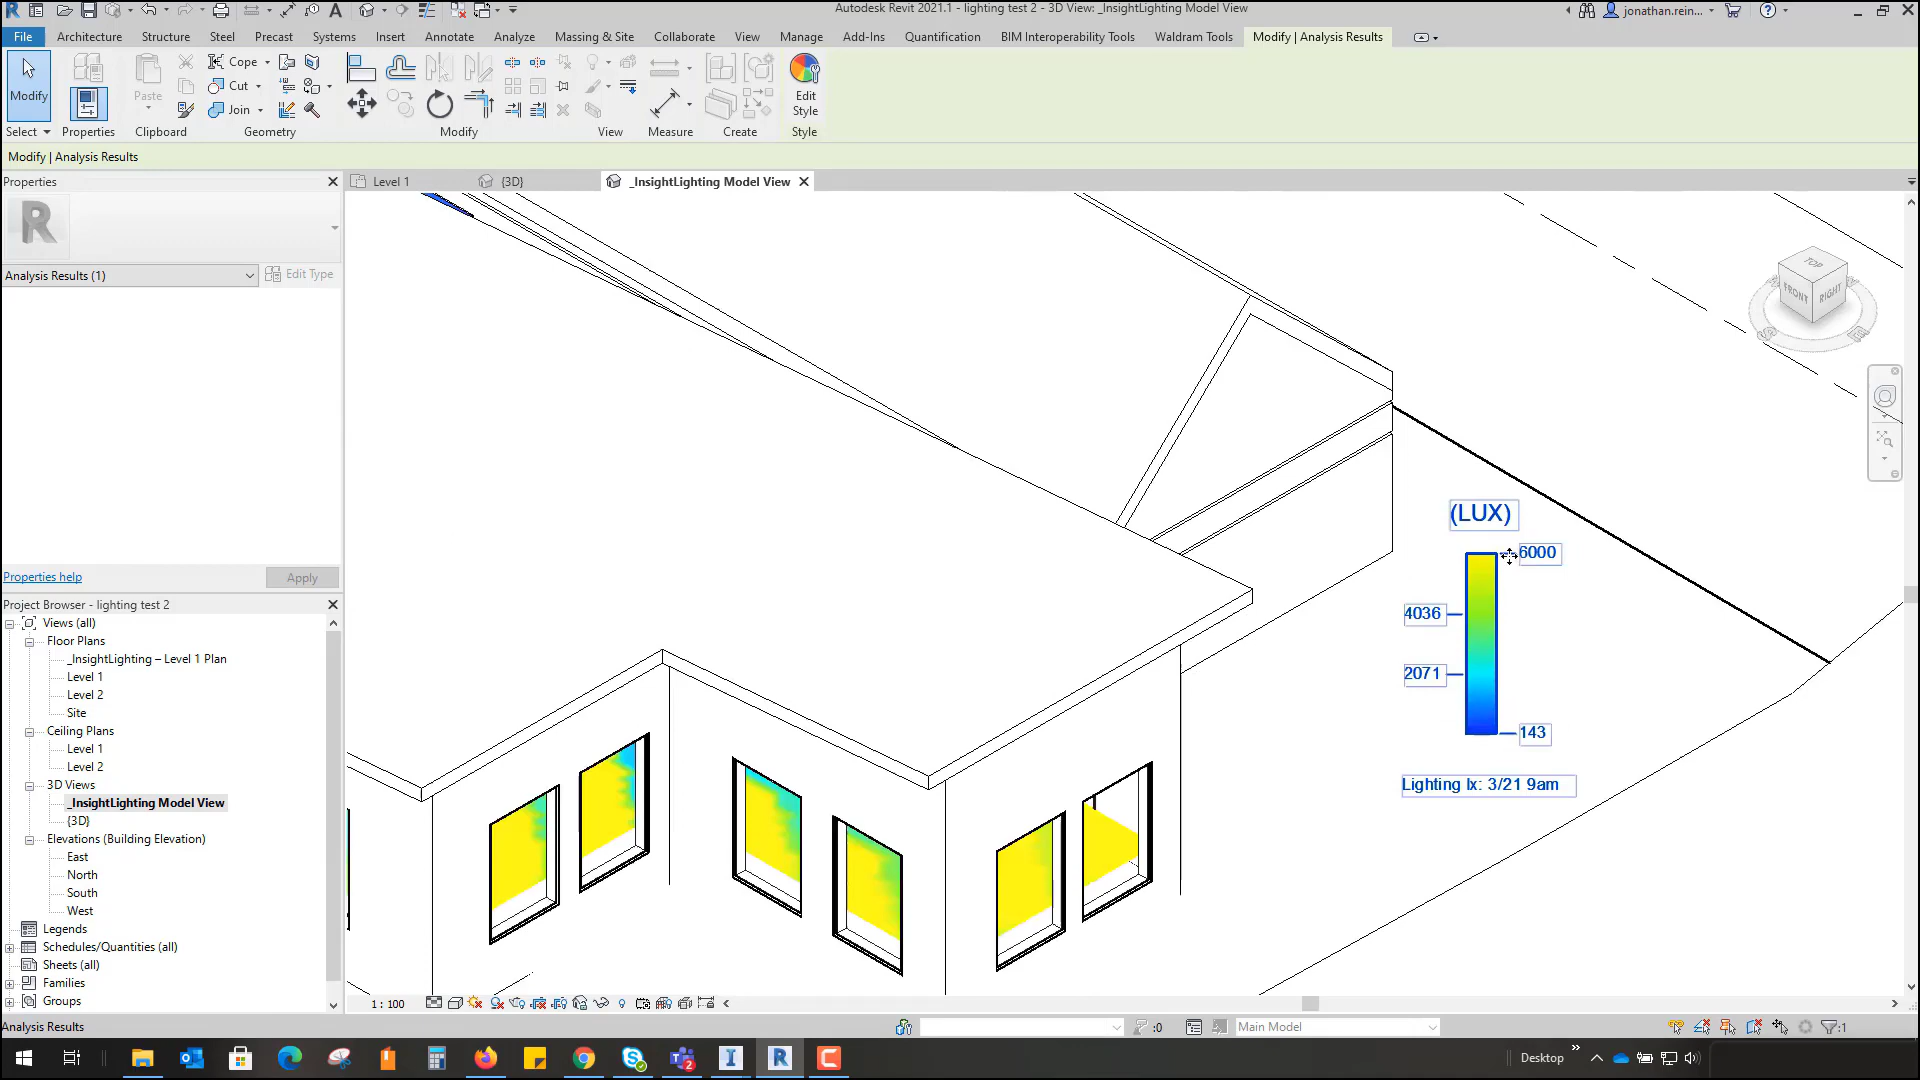 Autodesk Revit 2021.1 - lighting test 2 - 3D View: _InsightLighting Model View
jonathan.rein...
File Architecture Structure Steel Precast Systems Insert Annotate Analyze Massing & Site Collaborate View Manage Add-Ins Quantification BIM Interoperability Tools Waldram Tools Modify | Analysis Results
Modify
Paste
Cope
Cut
Join
Edit
Style
Select Properties Clipboard Geometry Modify View Measure Create Style
Modify | Analysis Results
Properties
Level 1 {3D} _InsightLighting Model View
R
Analysis Results (1) Edit Type
Properties help Apply
Project Browser - lighting test 2
Views (all)
Floor Plans
_InsightLighting – Level 1 Plan
Level 1
Level 2
Site
Ceiling Plans
Level 1
Level 2
3D Views
_InsightLighting Model View
{3D}
Elevations (Building Elevation)
East
North
South
West
Legends
Schedules/Quantities (all)
Sheets (all)
Families
Groups
TOP
FRONT
RIGHT
S
E
(LUX)
6000
4036
2071
143
Lighting lx: 3/21 9am
1 : 100
Analysis Results
:0
Main Model
:1
Desktop